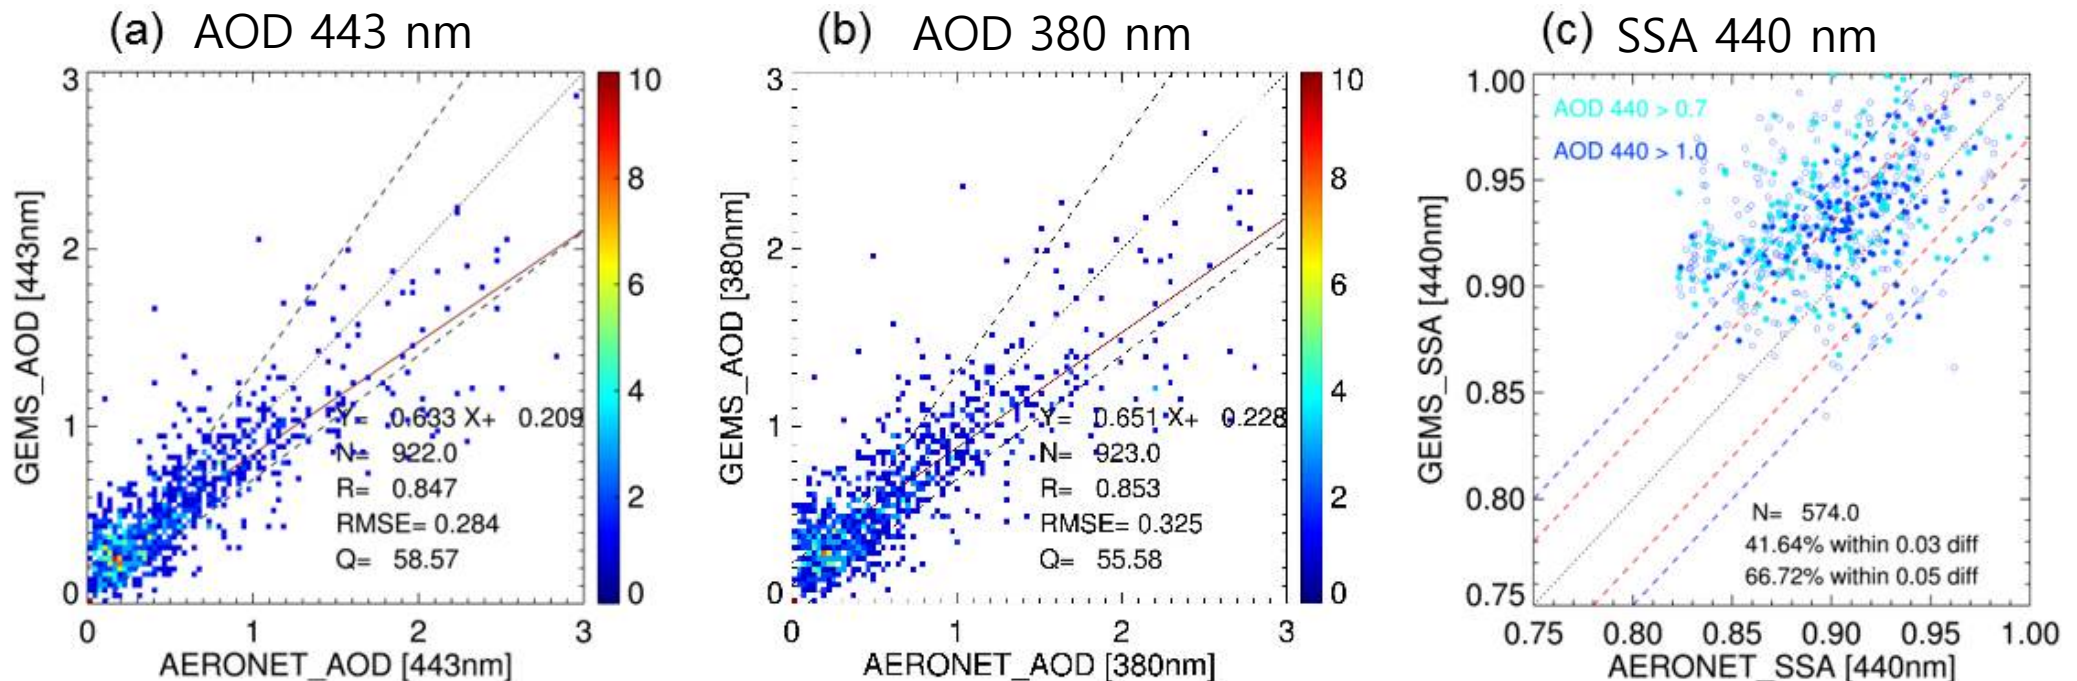 (a) AOD 443 nm
3
2
1
0
0 1 2 3
GEMS_AOD [443nm]
AERONET_AOD [443nm]
Y= 0.633 X+ 0.209
N= 922.0
R= 0.847
RMSE= 0.284
Q= 58.57
10
8
6
4
2
0
(b) AOD 380 nm
3
2
1
0
0 1 2 3
GEMS_AOD [380nm]
AERONET_AOD [380nm]
Y= 0.651 X+ 0.228
N= 923.0
R= 0.853
RMSE= 0.325
Q= 55.58
10
8
6
4
2
0
(c) SSA 440 nm
1.00
0.95
0.90
0.85
0.80
0.75
0.75 0.80 0.85 0.90 0.95 1.00
GEMS_SSA [440nm]
AERONET_SSA [440nm]
AOD 440 > 0.7
AOD 440 > 1.0
N= 574.0
41.64% within 0.03 diff
66.72% within 0.05 diff